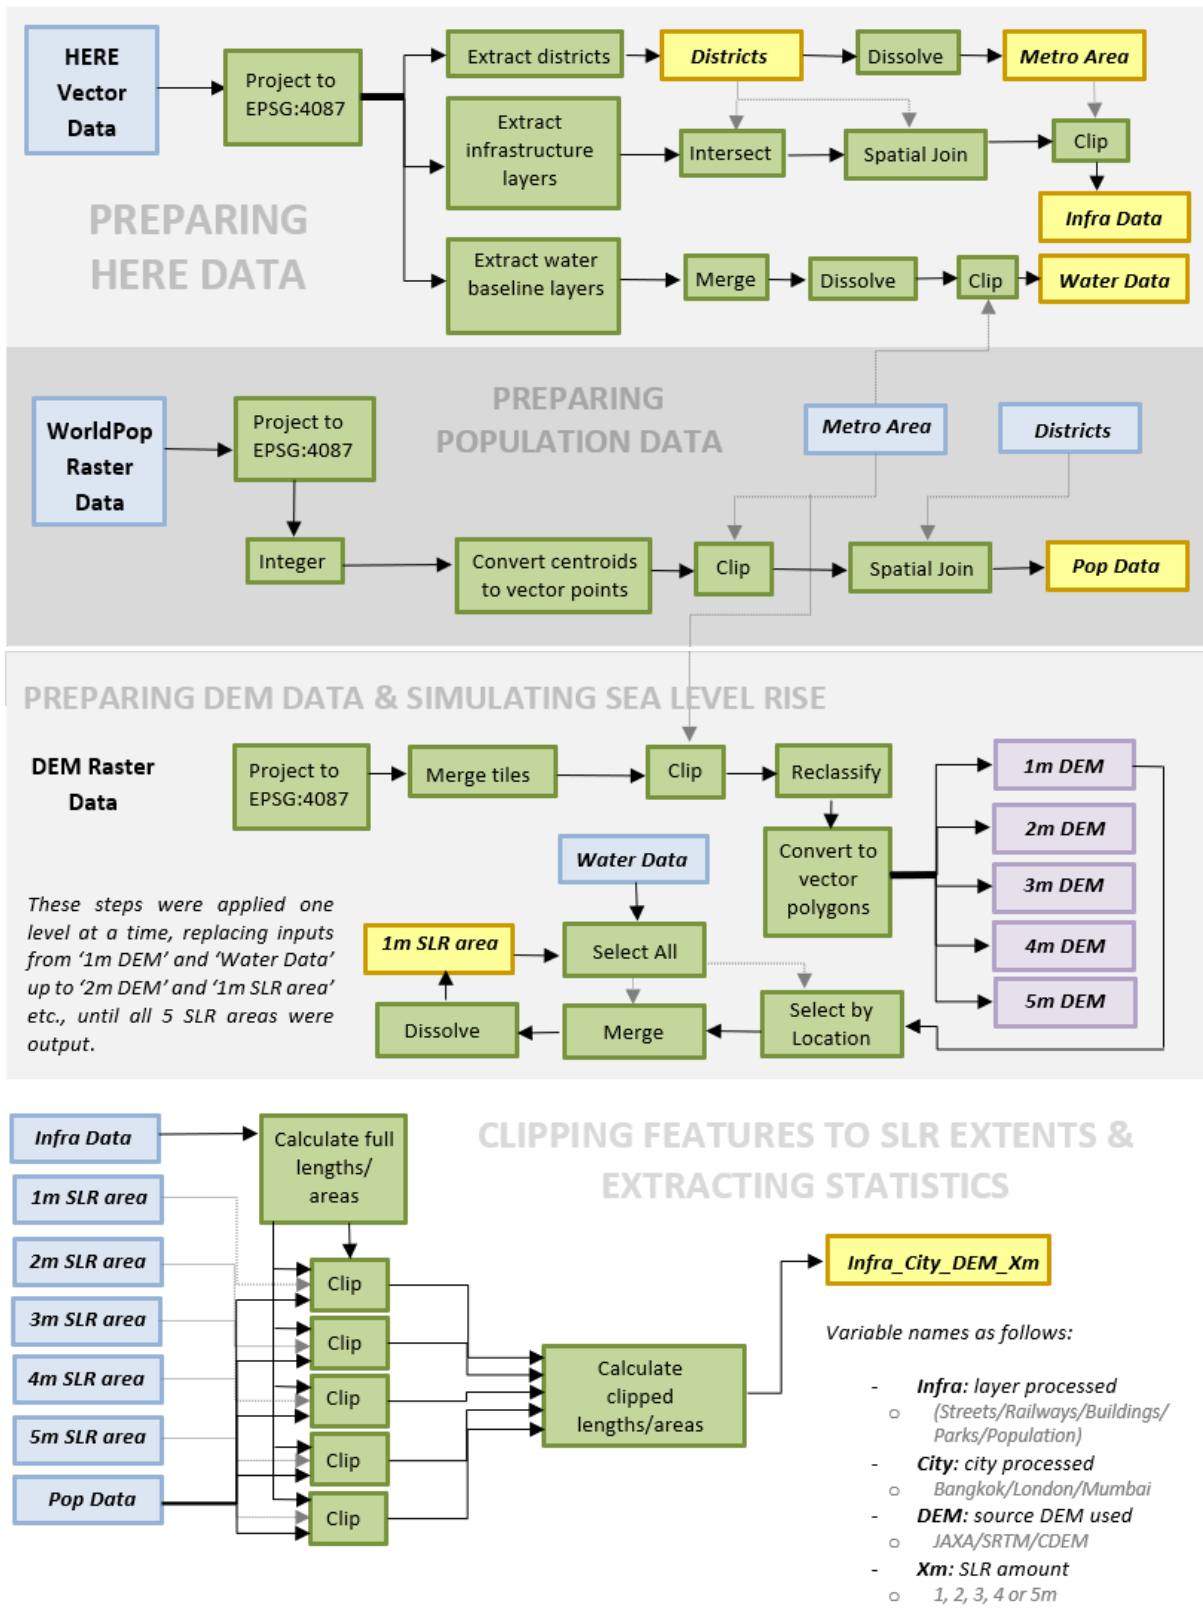 HERE
Vector
Data
Project to
EPSG:4087
Extract districts
Districts
Dissolve
Metro Area
Extract
infrastructure
layers
Intersect
Spatial Join
Clip
Infra Data
PREPARING
HERE DATA
Extract water
baseline layers
Merge
Dissolve
Clip
Water Data
PREPARING
POPULATION DATA
WorldPop
Raster
Data
Project to
EPSG:4087
Metro Area
Districts
Integer
Convert centroids
to vector points
Clip
Spatial Join
Pop Data
PREPARING DEM DATA & SIMULATING SEA LEVEL RISE
DEM Raster
Data
Project to
EPSG:4087
Merge tiles
Clip
Reclassify
1m DEM
2m DEM
3m DEM
4m DEM
5m DEM
Convert to
vector
polygons
Water Data
These steps were applied one
level at a time, replacing inputs
from ‘1m DEM’ and ‘Water Data’
up to ‘2m DEM’ and ‘1m SLR area’
etc., until all 5 SLR areas were
output.
1m SLR area
Select All
Dissolve
Merge
Select by
Location
CLIPPING FEATURES TO SLR EXTENTS &
EXTRACTING STATISTICS
Infra Data
1m SLR area
2m SLR area
3m SLR area
4m SLR area
5m SLR area
Pop Data
Calculate full
lengths/
areas
Clip
Clip
Clip
Clip
Clip
Calculate
clipped
lengths/areas
Infra_City_DEM_Xm
Variable names as follows:
- Infra: layer processed
o (Streets/Railways/Buildings/
Parks/Population)
- City: city processed
o Bangkok/London/Mumbai
- DEM: source DEM used
o JAXA/SRTM/CDEM
- Xm: SLR amount
o 1, 2, 3, 4 or 5m